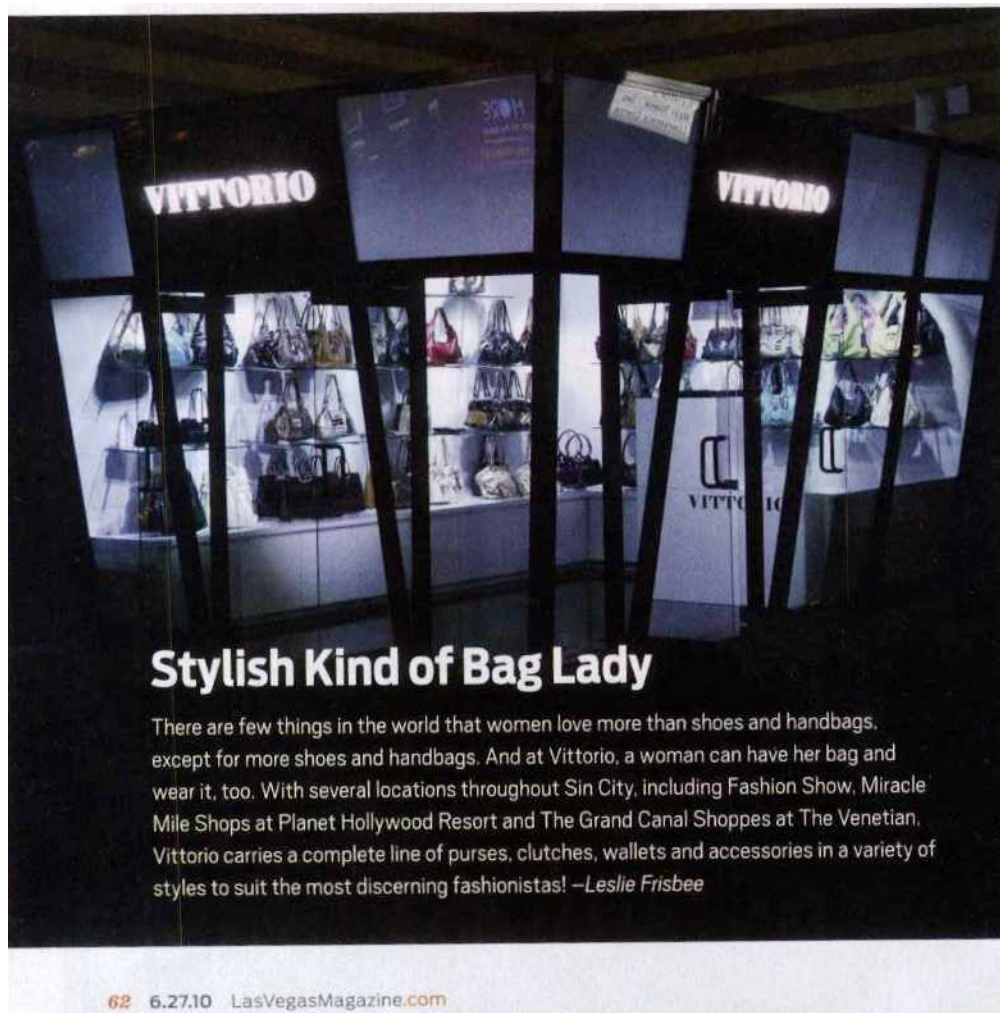 VITTORIO
VITTORIO
VITTORIO
Stylish Kind of Bag Lady
There are few things in the world that women love more than shoes and handbags,
except for more shoes and handbags. And at Vittorio, a woman can have her bag and
wear it, too. With several locations throughout Sin City, including Fashion Show, Miracle
Mile Shops at Planet Hollywood Resort and The Grand Canal Shoppes at The Venetian,
Vittorio carries a complete line of purses, clutches, wallets and accessories in a variety of
styles to suit the most discerning fashionistas! –Leslie Frisbee
62 6.27.10 LasVegasMagazine.com